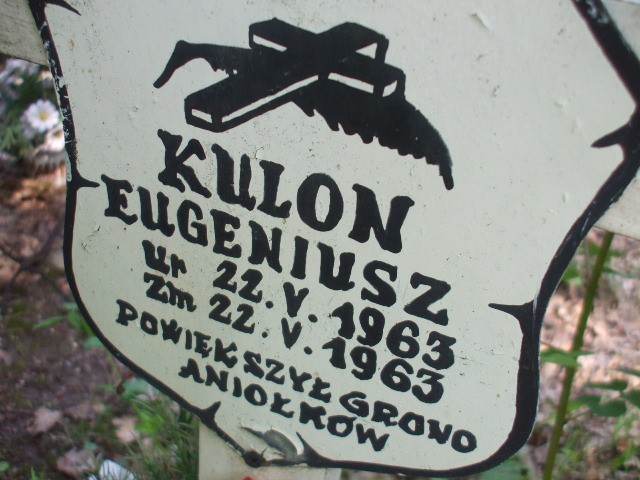 KULON
EUGENIUSZ
ur 22. V. 1963
zm 22. V. 1963
POWIĘKSZYŁ GRONO
ANIOŁKÓW